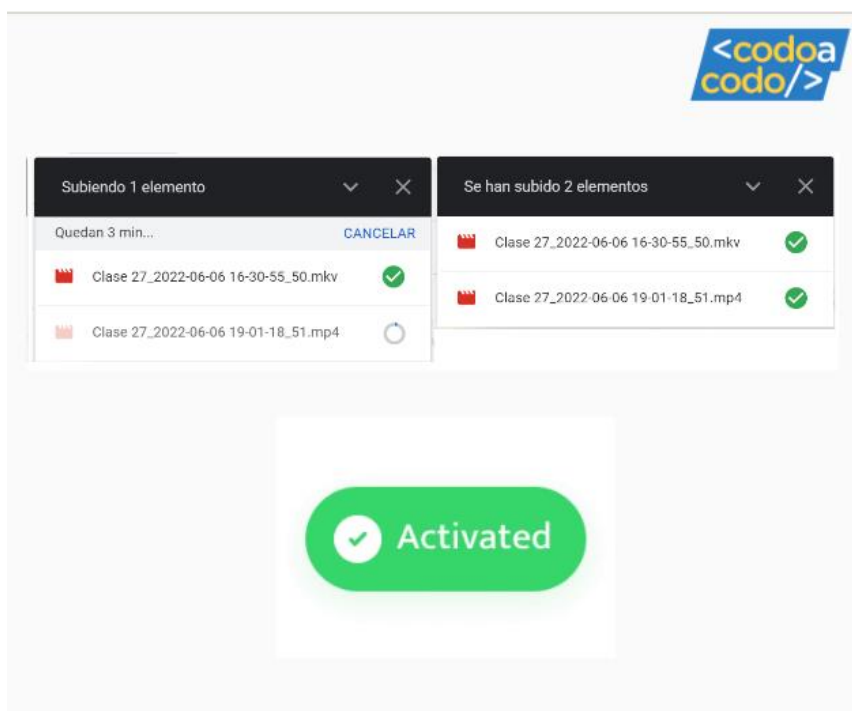 <codoa
codo/>
Subiendo 1 elemento
Quedan 3 min... CANCELAR
Clase 27_2022-06-06 16-30-55_50.mkv
Clase 27_2022-06-06 19-01-18_51.mp4
Se han subido 2 elementos
Clase 27_2022-06-06 16-30-55_50.mkv
Clase 27_2022-06-06 19-01-18_51.mp4
Activated